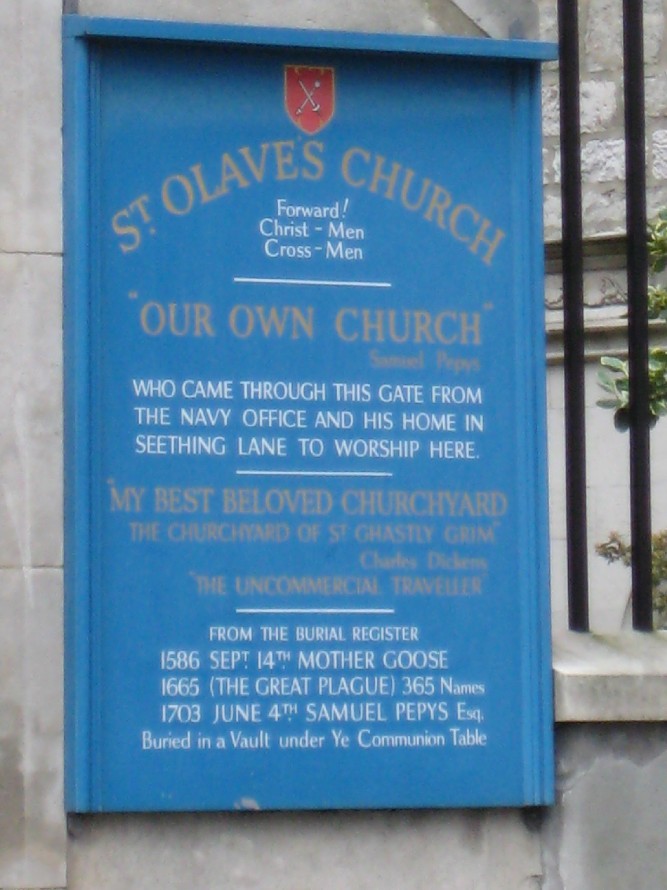 ST. OLAVE'S CHURCH
Forward!
Christ - Men
Cross - Men
"OUR OWN CHURCH"
Samuel Pepys
WHO CAME THROUGH THIS GATE FROM
THE NAVY OFFICE AND HIS HOME IN
SEETHING LANE TO WORSHIP HERE.
"MY BEST BELOVED CHURCHYARD
THE CHURCHYARD OF ST GHASTLY GRIM"
Charles Dickens
"THE UNCOMMERCIAL TRAVELLER"
FROM THE BURIAL REGISTER
1586 SEPT. 14TH. MOTHER GOOSE
1665 (THE GREAT PLAGUE) 365 Names
1703 JUNE 4TH. SAMUEL PEPYS Esq.
Buried in a Vault under Ye Communion Table